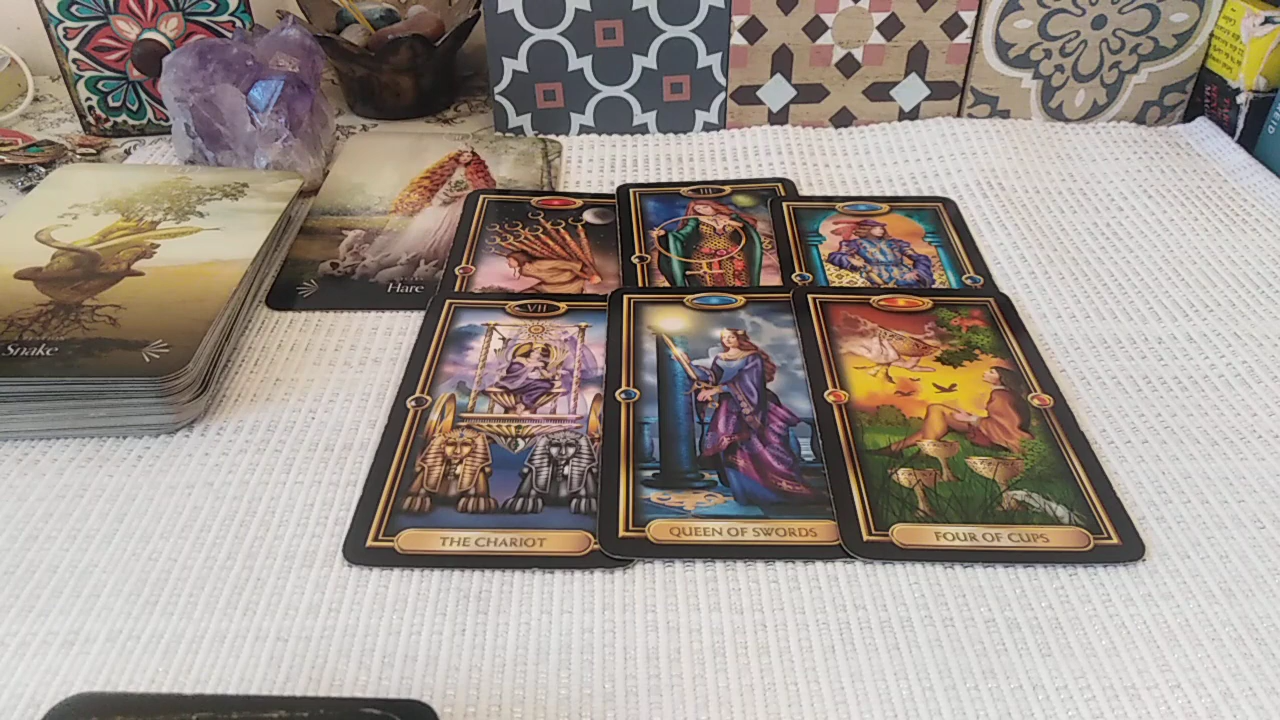 Snake
Hare
III
VII
THE CHARIOT
QUEEN OF SWORDS
FOUR OF CUPS